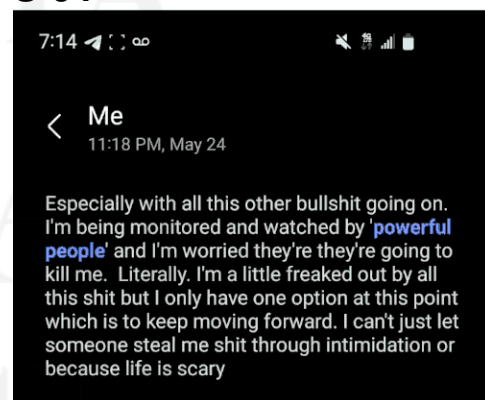 7:14
Me
11:18 PM, May 24
Especially with all this other bullshit going on.
I'm being monitored and watched by 'powerful
people' and I'm worried they're they're going to
kill me.  Literally. I'm a little freaked out by all
this shit but I only have one option at this point
which is to keep moving forward. I can't just let
someone steal me shit through intimidation or
because life is scary